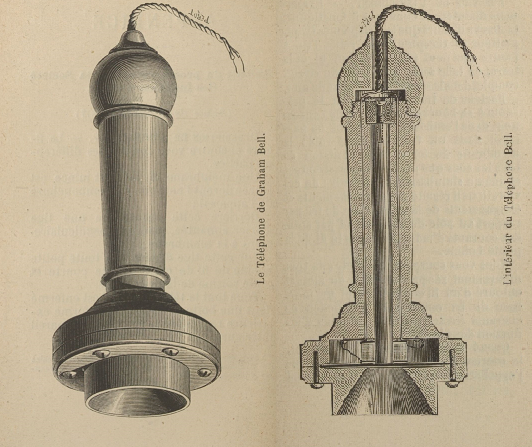 Le Téléphone de Graham Bell.
L'intérieur du Téléphone Bell.